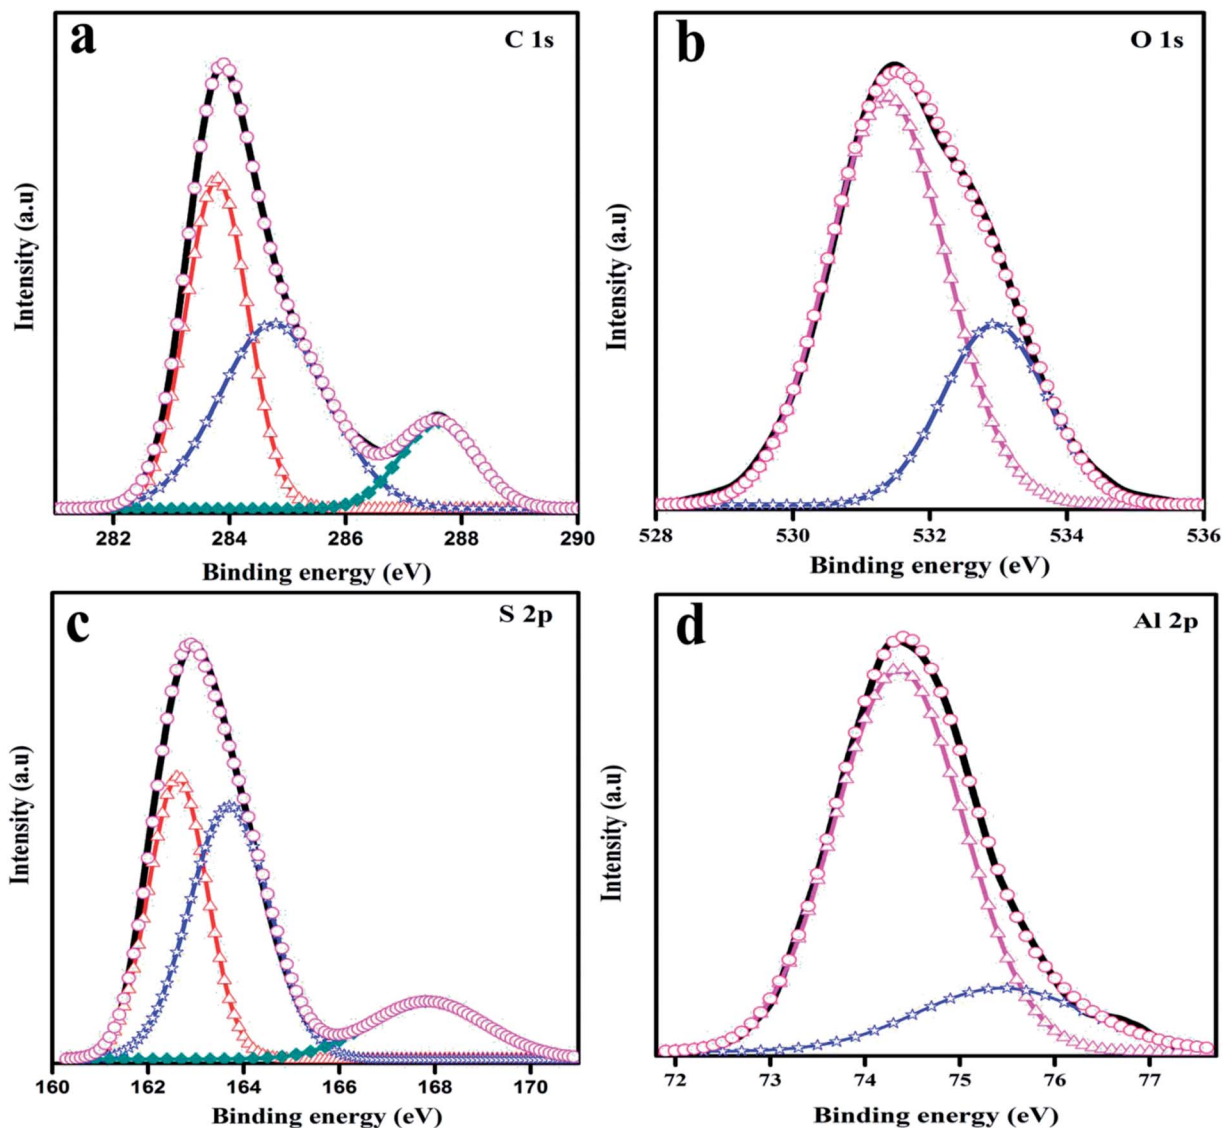 a
C 1s
Intensity (a.u)
282 284 286 288 290
Binding energy (eV)
b
O 1s
Intensity (a.u)
528 530 532 534 536
Binding energy (eV)
c
S 2p
Intensity (a.u)
160 162 164 166 168 170
Binding energy (eV)
d
Al 2p
Intensity (a.u)
72 73 74 75 76 77
Binding energy (eV)